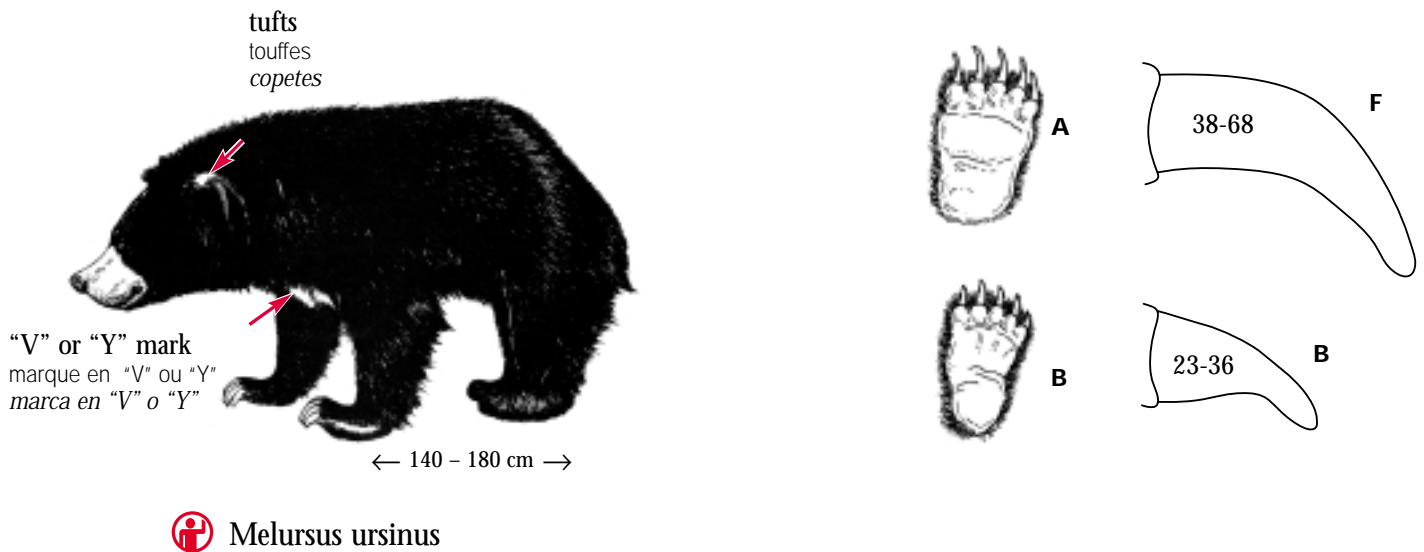 tufts
touffes
copetes
“V” or “Y” mark
marque en “V” ou “Y”
marca en “V” o “Y”
140 – 180 cm
Melursus ursinus
A
38-68
F
B
23-36
B